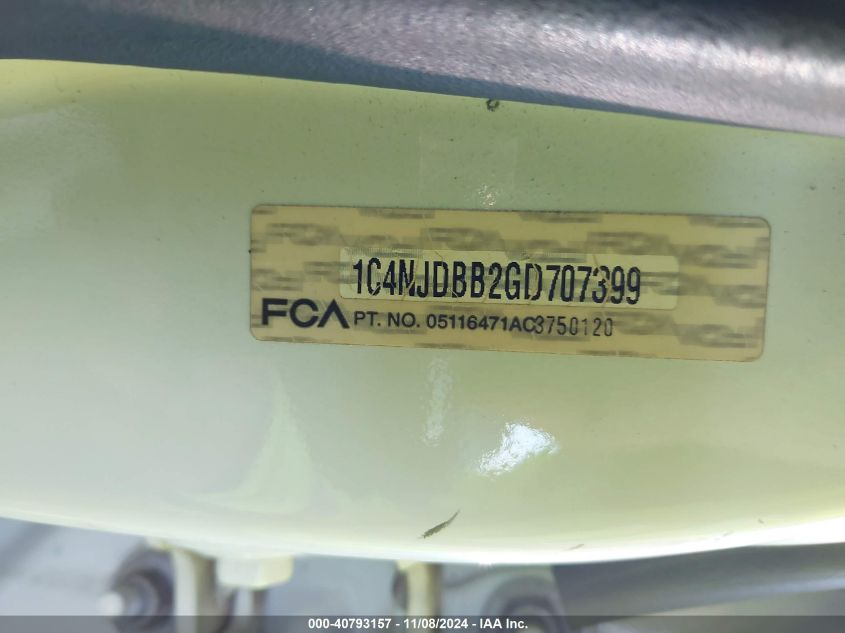 1C4NJDBB2GD707399
FCA PT. NO. 05116471AC3750120
000-40793157 - 11/08/2024 - IAA Inc.